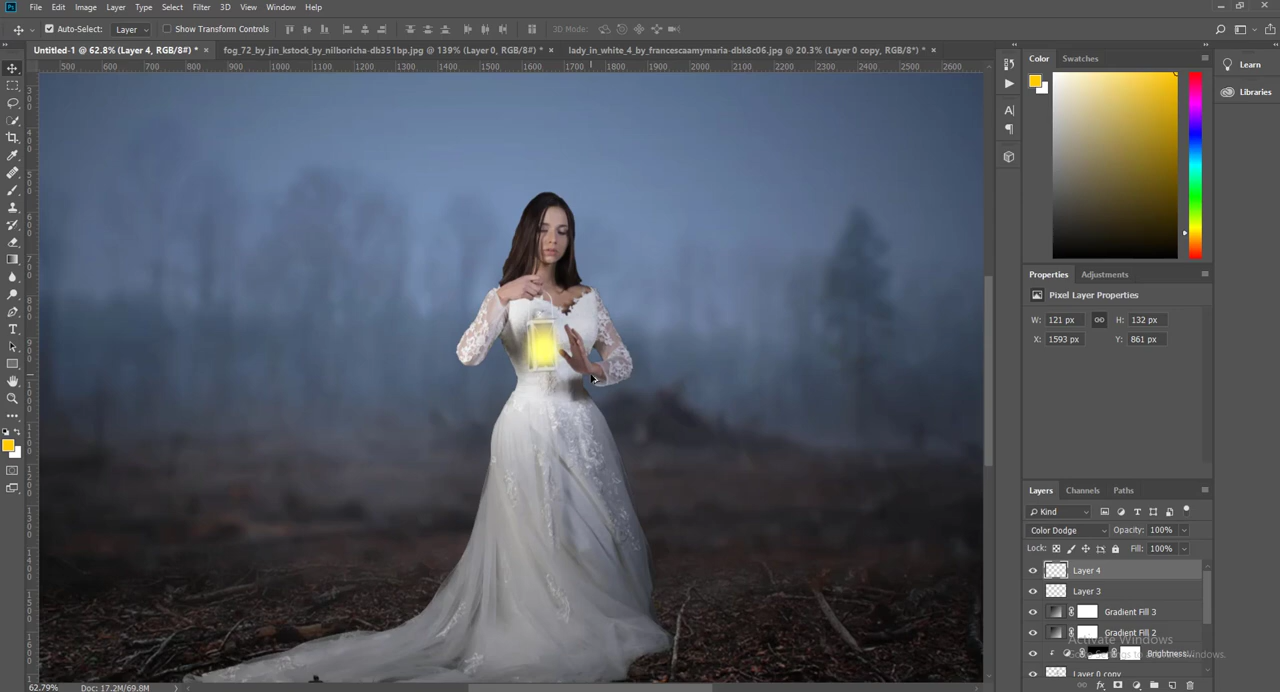 File Edit Image Layer Type Select Filter 3D View Window Help
Auto-Select: Layer Show Transform Controls 3D Mode:
Untitled-1 @ 62.8% (Layer 4, RGB/8#) * × fog_72_by_jin_kstock_by_nilboricha-db351bp.jpg @ 139% (Layer 0, RGB/8#) * × lady_in_white_4_by_francescaamymaria-dbk8c06.jpg @ 20.3% (Layer 0 copy, RGB/8*) * ×
500 600 700 800 900 1000 1100 1200 1300 1400 1500 1600 1700 1800 1900 2000 2100 2200 2300 2400 2500 2600
Color Swatches
Learn
Libraries
Properties Adjustments
Pixel Layer Properties
W: 121 px H: 132 px
X: 1593 px Y: 861 px
Layers Channels Paths
Kind
Color Dodge Opacity: 100%
Lock: Fill: 100%
Layer 4
Layer 3
Gradient Fill 3
Gradient Fill 2
Activate Windows
Layer 0 copy
62.79% Doc: 17.2M/69.8M